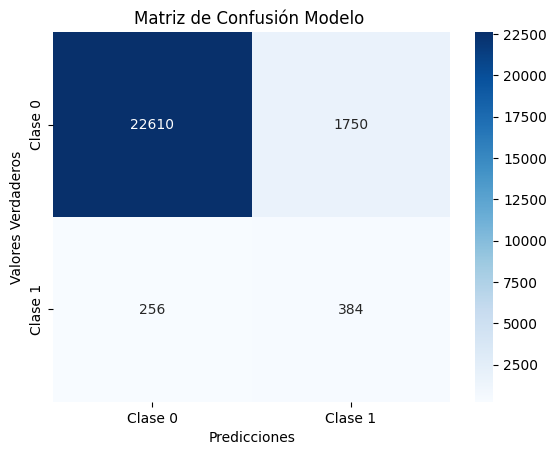 Matriz de Confusión Modelo
Valores Verdaderos
Clase 0
Clase 1
22610
1750
256
384
Clase 0
Clase 1
Predicciones
22500
20000
17500
15000
12500
10000
7500
5000
2500